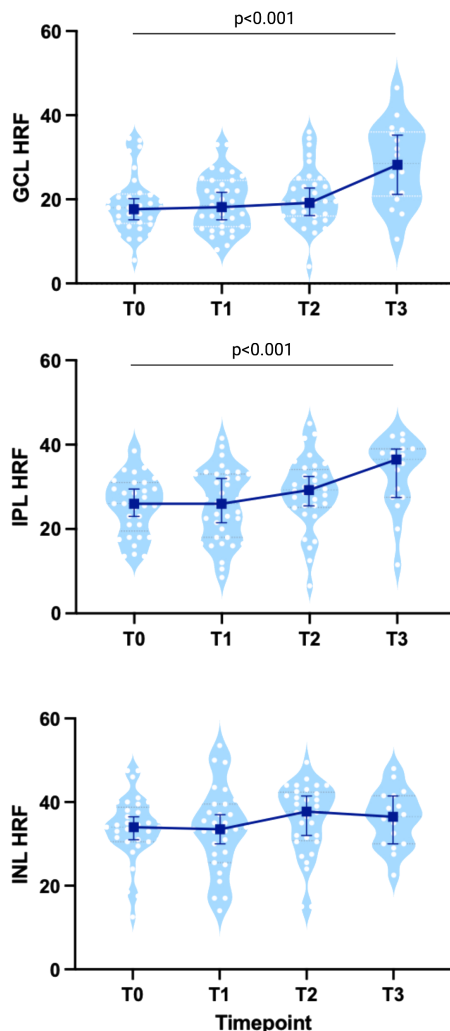 p<0.001
60
40
20
0
GCL HRF
T0 T1 T2 T3
p<0.001
60
40
20
0
IPL HRF
T0 T1 T2 T3
60
40
20
0
INL HRF
T0 T1 T2 T3
Timepoint